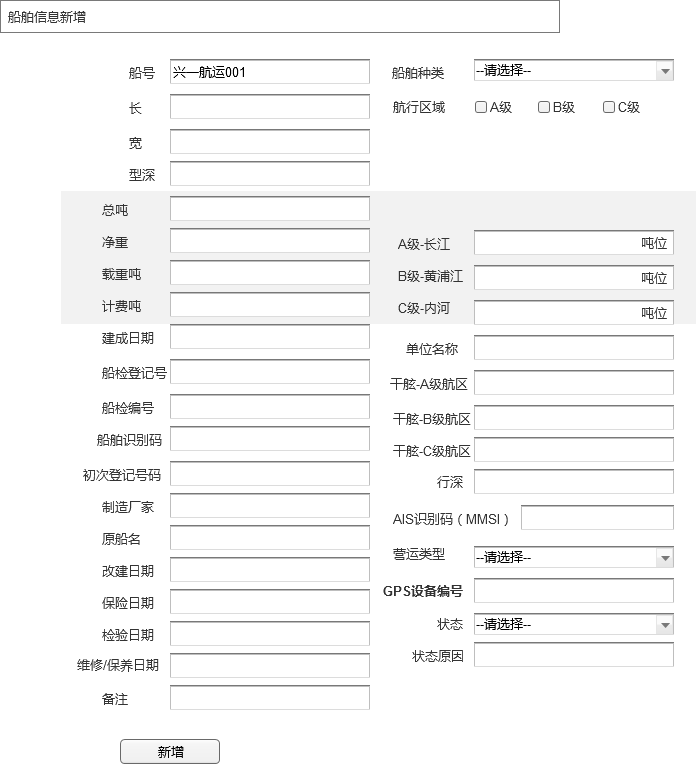 船舶信息新增
船号 兴一航运001 船舶种类 --请选择--
长 航行区域 A级 B级 C级
宽
型深
总吨
净重 A级-长江 吨位
载重吨 B级-黄浦江 吨位
计费吨 C级-内河 吨位
建成日期 单位名称
船检登记号 干舷-A级航区
船检编号 干舷-B级航区
船舶识别码 干舷-C级航区
初次登记号码 行深
制造厂家 AIS识别码（MMSI）
原船名 营运类型 --请选择--
改建日期 GPS设备编号
保险日期 状态 --请选择--
检验日期 状态原因
维修/保养日期
备注
新增